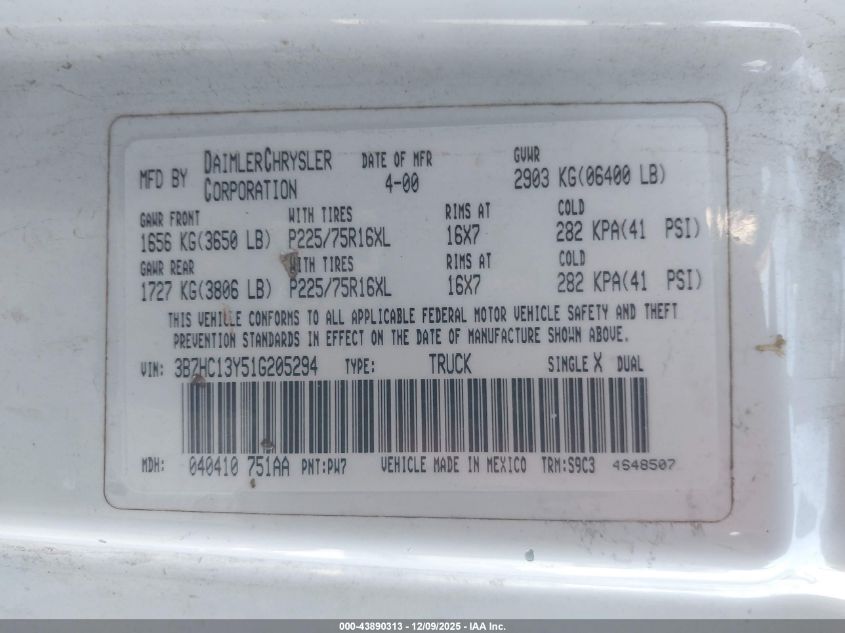 MFD BY DAIMLERCHRYSLER CORPORATION DATE OF MFR 4-00 GVWR 2903 KG(06400 LB)
GAWR FRONT WITH TIRES RIMS AT COLD
1656 KG(3650 LB) P225/75R16XL 16X7 282 KPA(41 PSI)
GAWR REAR WITH TIRES RIMS AT COLD
1727 KG(3806 LB) P225/75R16XL 16X7 282 KPA(41 PSI)
THIS VEHICLE CONFORMS TO ALL APPLICABLE FEDERAL MOTOR VEHICLE SAFETY AND THEFT
PREVENTION STANDARDS IN EFFECT ON THE DATE OF MANUFACTURE SHOWN ABOVE.
VIN: 3B7HC13Y51G205294 TYPE: TRUCK SINGLE X DUAL
MDH: 040410 751AA PNT:PW7 VEHICLE MADE IN MEXICO TRM:S9C3 4648507
000-43890313 - 12/09/2025 - IAA Inc.